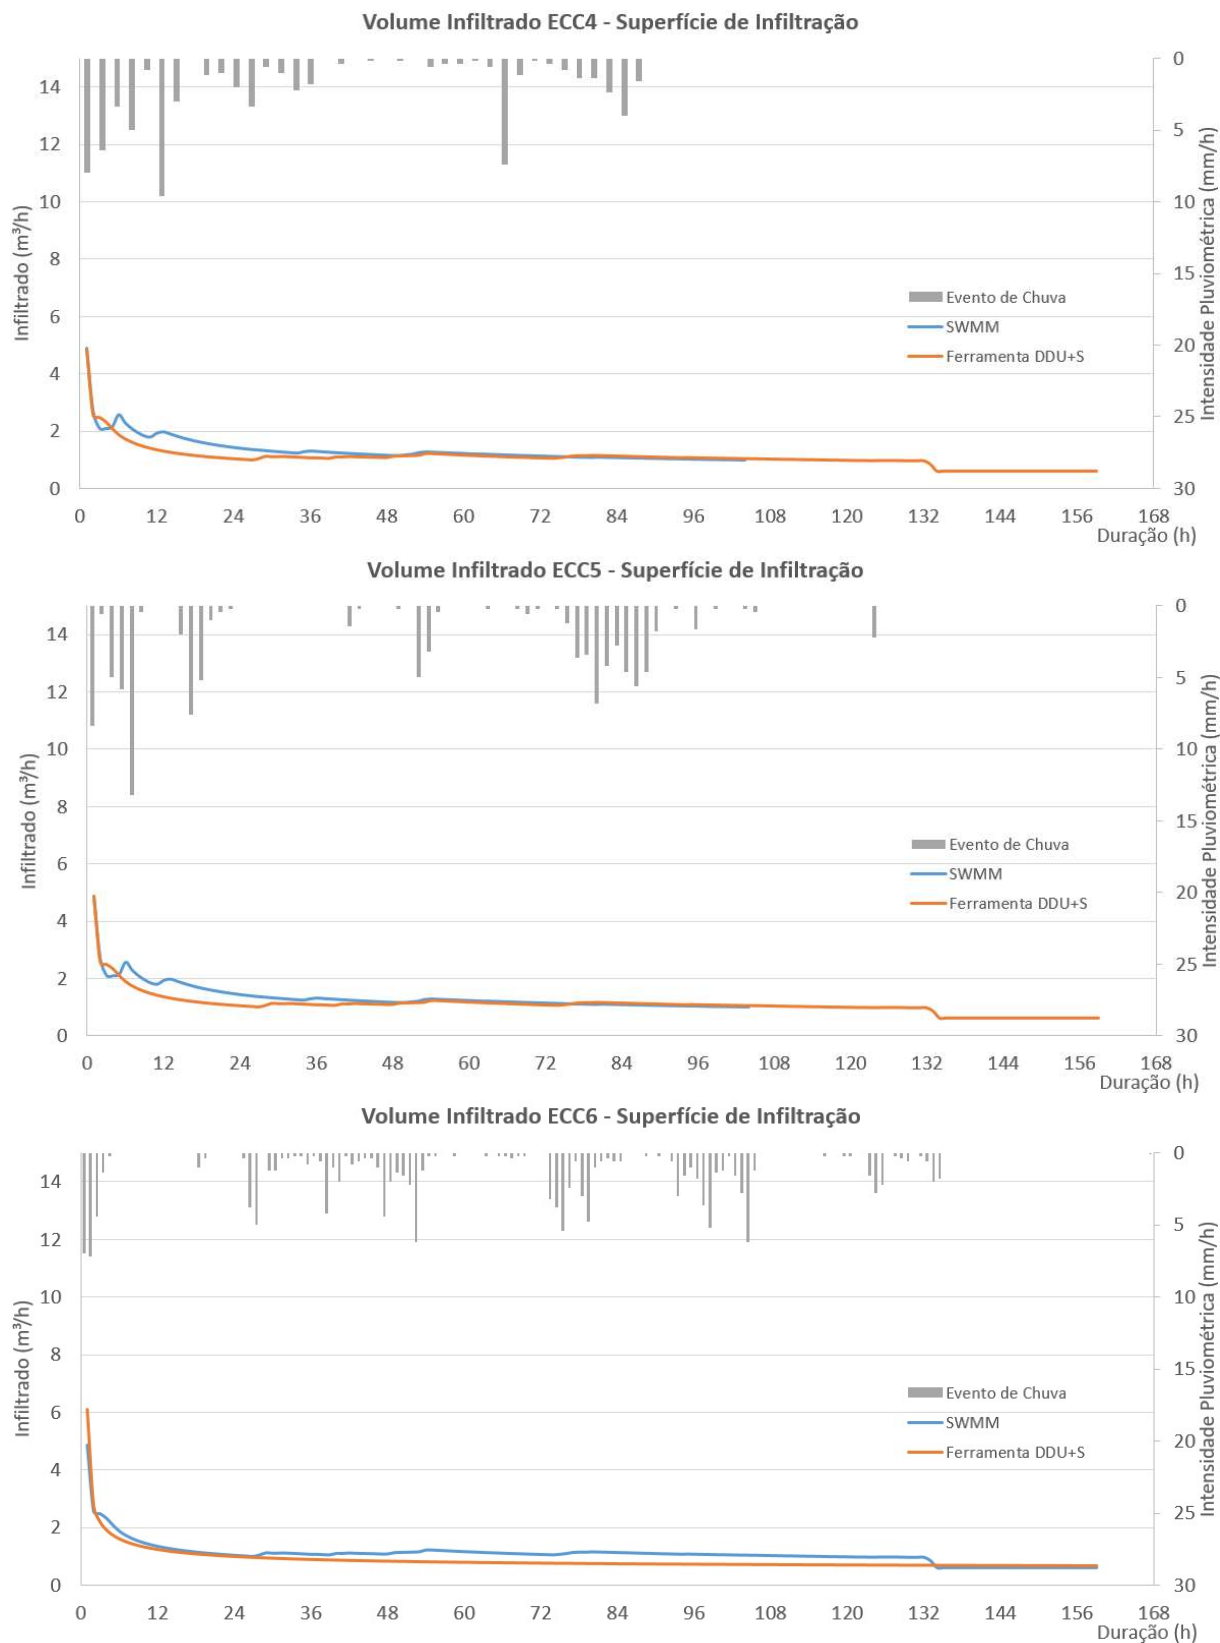 Volume Infiltrado ECC4 - Superfície de Infiltração
14
12
10
8
6
4
2
0
Infiltrado (m³/h)
0
5
10
15
20
25
30
Intensidade Pluviométrica (mm/h)
Evento de Chuva
SWMM
Ferramenta DDU+S
0 12 24 36 48 60 72 84 96 108 120 132 144 156 168
Duração (h)
Volume Infiltrado ECC5 - Superfície de Infiltração
14
12
10
8
6
4
2
0
Infiltrado (m³/h)
0
5
10
15
20
25
30
Intensidade Pluviométrica (mm/h)
Evento de Chuva
SWMM
Ferramenta DDU+S
0 12 24 36 48 60 72 84 96 108 120 132 144 156 168
Duração (h)
Volume Infiltrado ECC6 - Superfície de Infiltração
14
12
10
8
6
4
2
0
Infiltrado (m³/h)
0
5
10
15
20
25
30
Intensidade Pluviométrica (mm/h)
Evento de Chuva
SWMM
Ferramenta DDU+S
0 12 24 36 48 60 72 84 96 108 120 132 144 156 168
Duração (h)